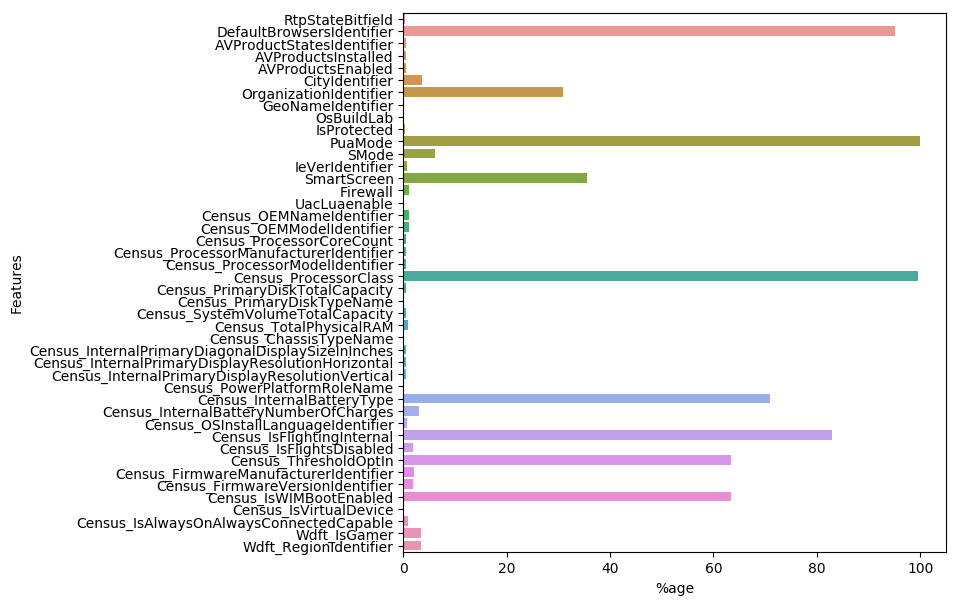 RtpStateBitfield
DefaultBrowsersIdentifier
AVProductStatesIdentifier
AVProductsInstalled
AVProductsEnabled
CityIdentifier
OrganizationIdentifier
GeoNameIdentifier
OsBuildLab
IsProtected
PuaMode
SMode
IeVerIdentifier
SmartScreen
Firewall
UacLuaenable
Census_OEMNameIdentifier
Census_OEMModelIdentifier
Census_ProcessorCoreCount
Census_ProcessorManufacturerIdentifier
Census_ProcessorModelIdentifier
Census_ProcessorClass
Census_PrimaryDiskTotalCapacity
Census_PrimaryDiskTypeName
Census_SystemVolumeTotalCapacity
Census_TotalPhysicalRAM
Census_ChassisTypeName
Census_InternalPrimaryDiagonalDisplaySizeInInches
Census_InternalPrimaryDisplayResolutionHorizontal
Census_InternalPrimaryDisplayResolutionVertical
Census_PowerPlatformRoleName
Census_InternalBatteryType
Census_InternalBatteryNumberOfCharges
Census_OSInstallLanguageIdentifier
Census_IsFlightingInternal
Census_IsFlightsDisabled
Census_ThresholdOptIn
Census_FirmwareManufacturerIdentifier
Census_FirmwareVersionIdentifier
Census_IsWIMBootEnabled
Census_IsVirtualDevice
Census_IsAlwaysOnAlwaysConnectedCapable
Wdft_IsGamer
Wdft_RegionIdentifier
Features
0 20 40 60 80 100
%age